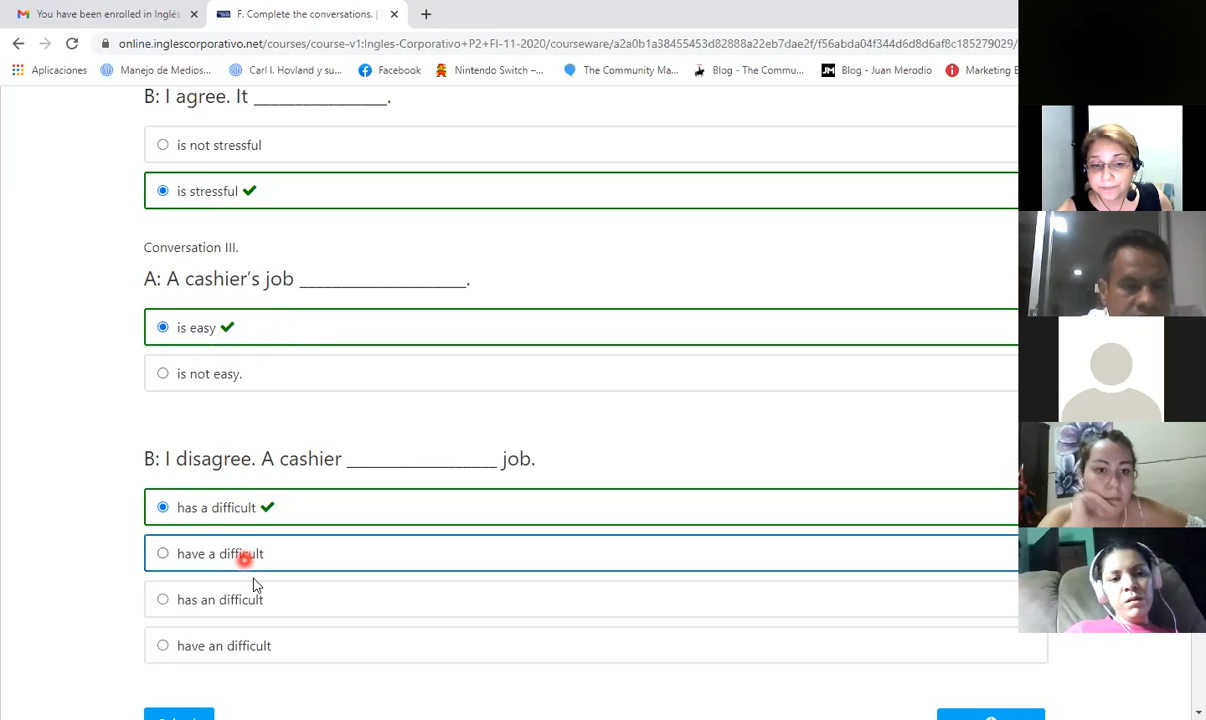 You have been enrolled in Inglés
F. Complete the conversations. |
online.inglescorporativo.net/courses/course-v1:Ingles-Corporativo+P2+FI-11-2020/courseware/a2a0b1a38455453d82888a22eb7dae2f/f56abda04f344d6d8d6af8c185279029/
Aplicaciones Manejo de Medios... Carl I. Hovland y su... Facebook Nintendo Switch –... The Community Ma... Blog - The Commu... JM Blog - Juan Merodio Marketing E
B: I agree. It ________________.
is not stressful
is stressful
Conversation III.
A: A cashier’s job ____________________.
is easy
is not easy.
B: I disagree. A cashier __________________ job.
has a difficult
have a difficult
has an difficult
have an difficult